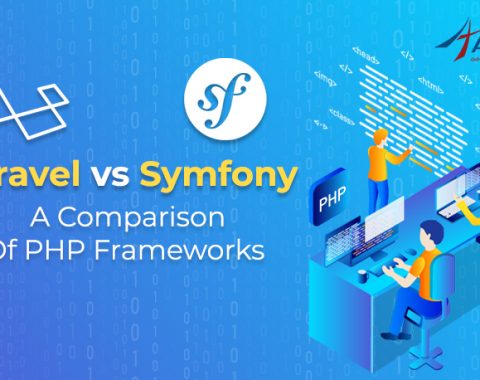 sf
ravel vs Symfony
A Comparison
Of PHP Frameworks
<head>
</>
<img>
</>
<html>
</>
<class>
PHP